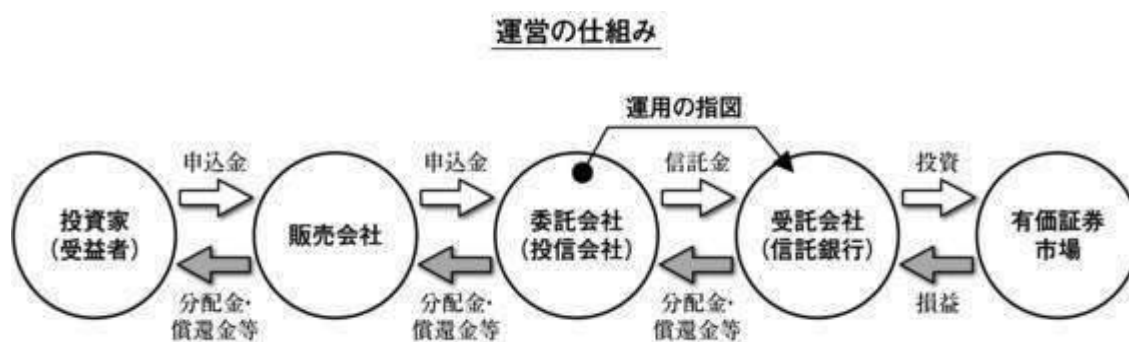 運営の仕組み
運用の指図
申込金
申込金
信託金
投資
投資家
(受益者)
販売会社
委託会社
(投信会社)
受託会社
(信託銀行)
有価証券
市場
分配金・
償還金等
分配金・
償還金等
分配金・
償還金等
損益